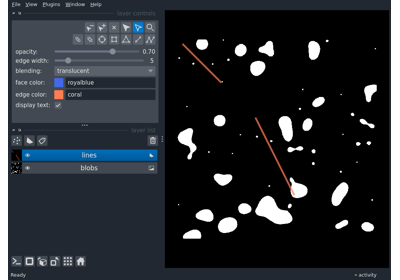 File View Plugins Window Help
layer controls
opacity: 0.70
edge width: 5
blending: translucent
face color: royalblue
edge color: coral
display text:
layer list
lines
blobs
Ready
activity